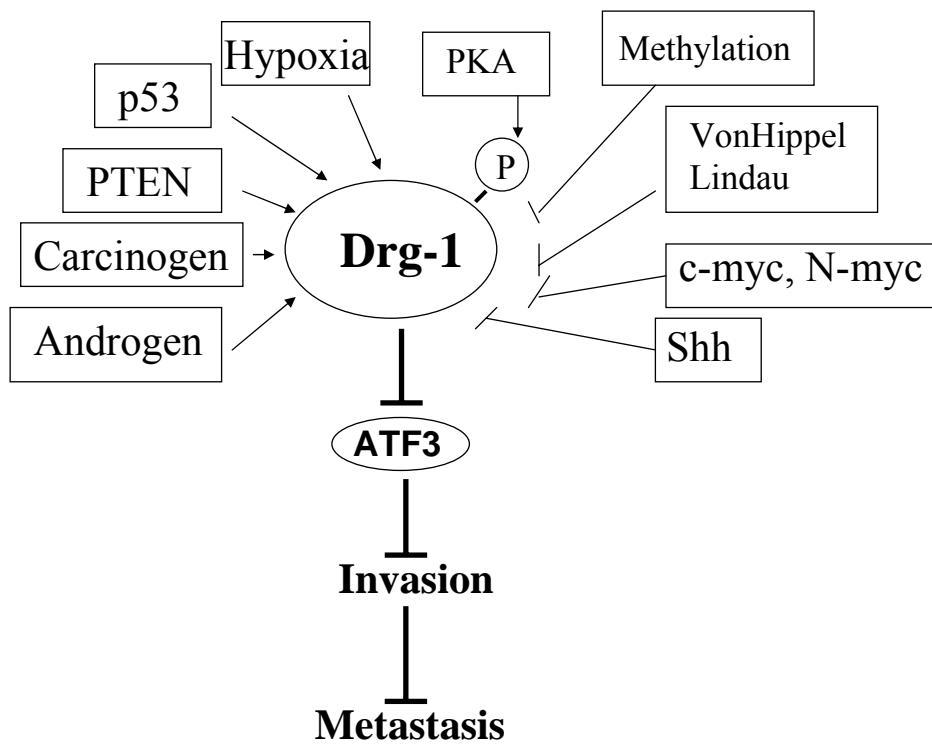 Hypoxia
PKA
Methylation
p53
VonHippel
Lindau
P
PTEN
Carcinogen
Drg-1
c-myc, N-myc
Androgen
Shh
ATF3
Invasion
Metastasis